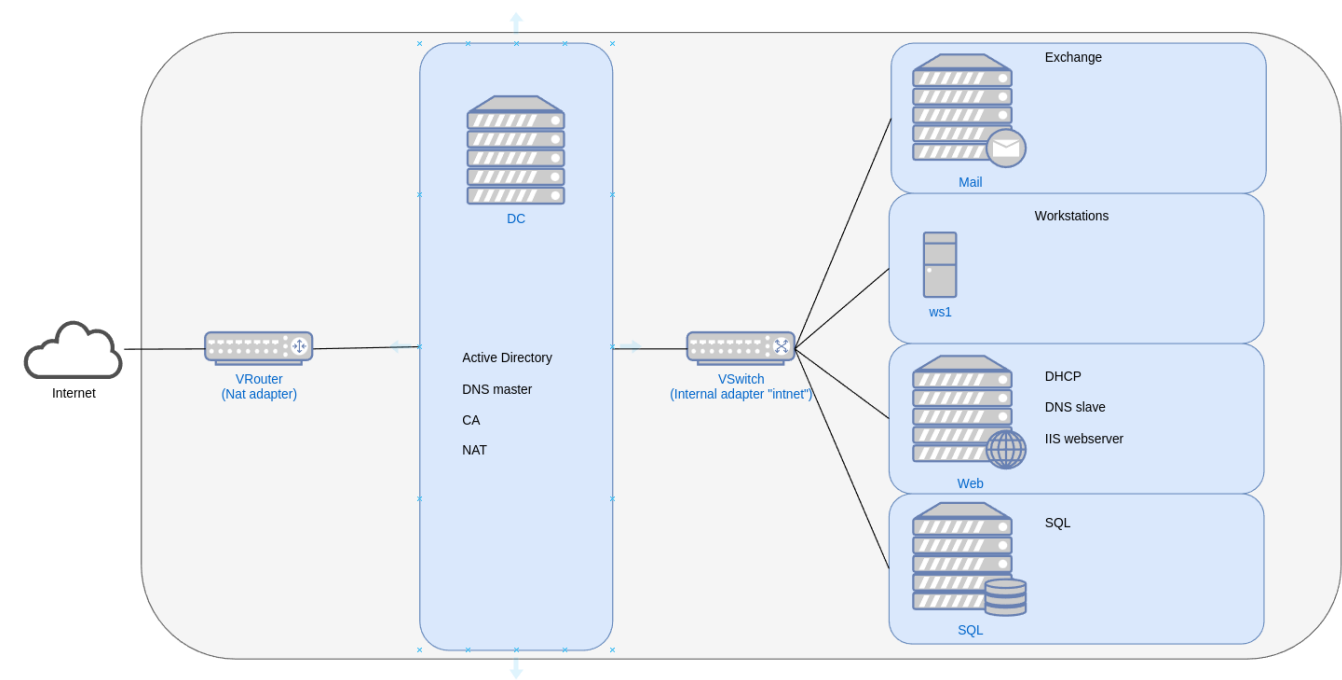 Internet
VRouter
(Nat adapter)
DC
Active Directory
DNS master
CA
NAT
VSwitch
(Internal adapter "intnet")
Exchange
Mail
Workstations
ws1
DHCP
DNS slave
IIS webserver
Web
SQL
SQL